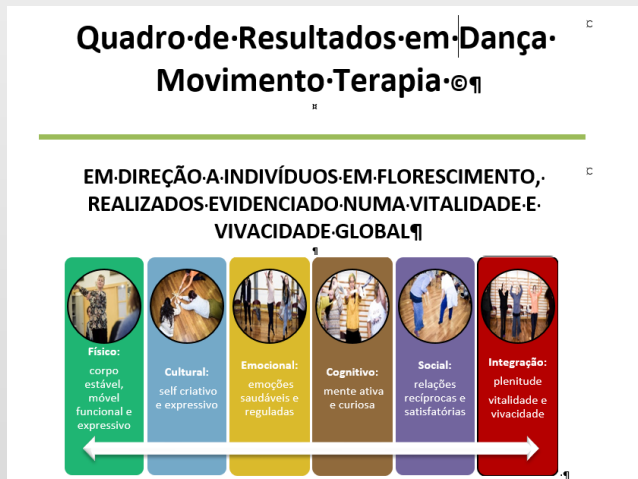 Quadro de Resultados em Dança
Movimento Terapia ©¶
EM DIREÇÃO A INDIVÍDUOS EM FLORESCIMENTO,
REALIZADOS EVIDENCIADO NUMA VITALIDADE E
VIVACIDADE GLOBAL¶
¶
Físico:
corpo
estável,
móvel
funcional e
expressivo
Cultural:
self criativo
e expressivo
Emocional:
emoções
saudáveis e
reguladas
Cognitivo:
mente ativa
e curiosa
Social:
relações
recíprocas e
satisfatórias
Integração:
plenitude
vitalidade e
vivacidade
¶